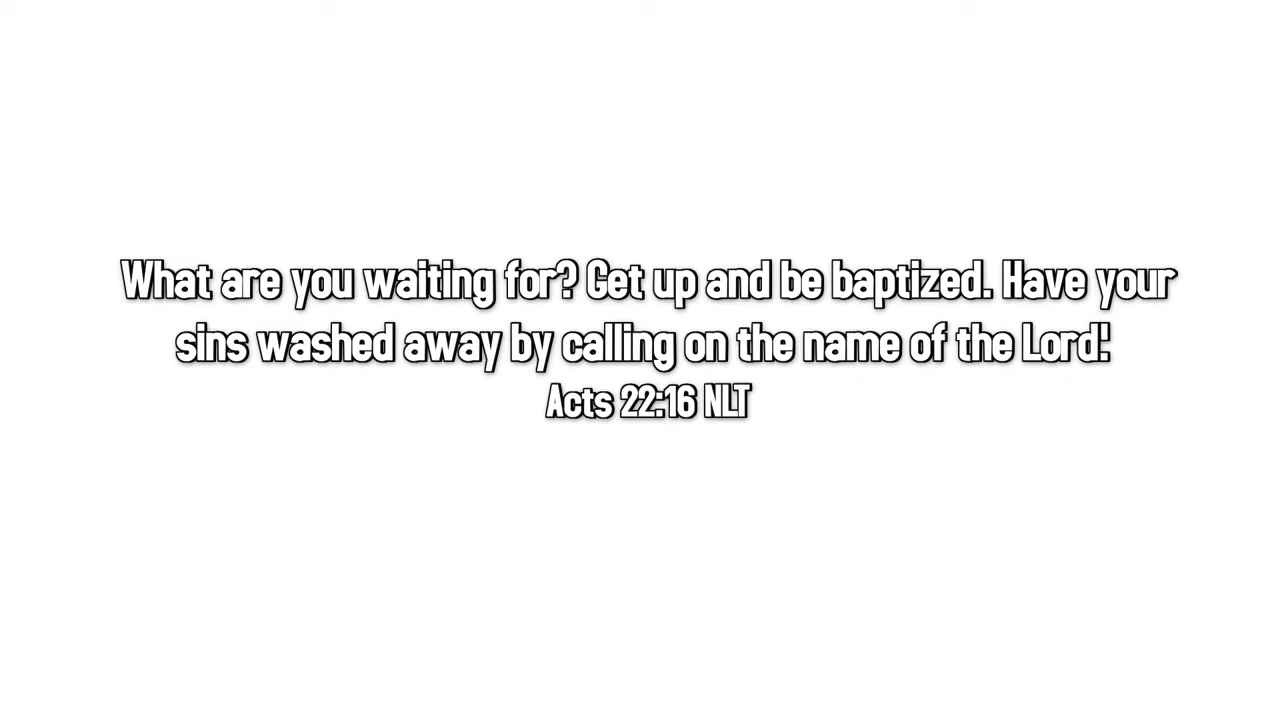 What are you waiting for? Get up and be baptized. Have your
sins washed away by calling on the name of the Lord!
Acts 22:16 NLT